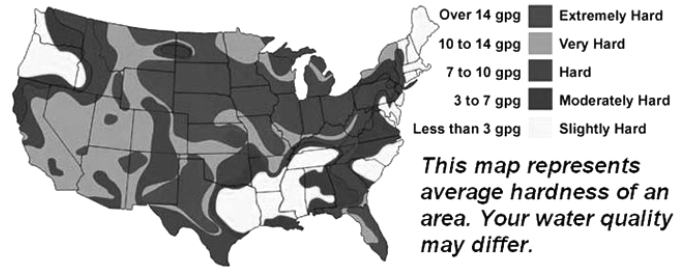 Over 14 gpg Extremely Hard
10 to 14 gpg Very Hard
7 to 10 gpg Hard
3 to 7 gpg Moderately Hard
Less than 3 gpg Slightly Hard
This map represents
average hardness of an
area. Your water quality
may differ.